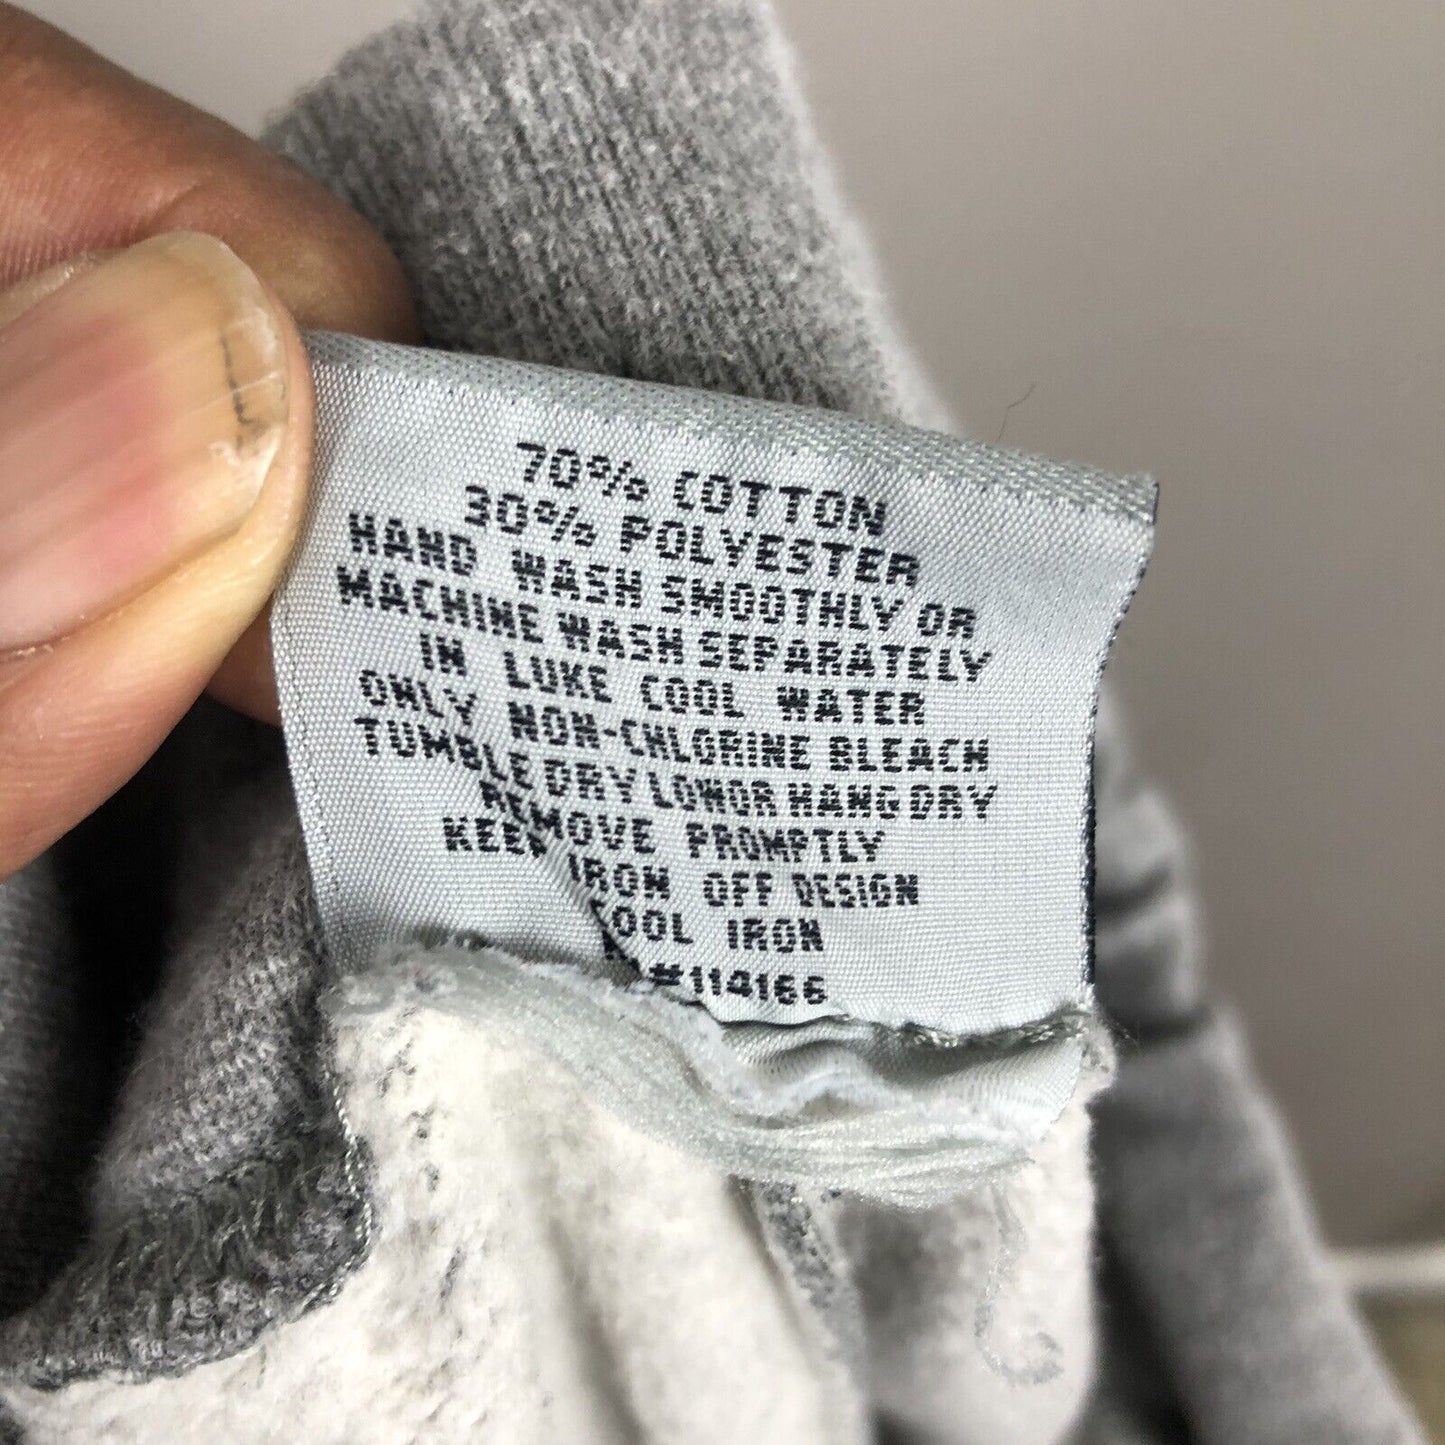 70% COTTON
30% POLYESTER
HAND WASH SMOOTHLY OR
MACHINE WASH SEPARATELY
IN LUKE COOL WATER
ONLY NON-CHLORINE BLEACH
TUMBLE DRY LOW OR HANG DRY
REMOVE PROMPTLY
KEEP IRON OFF DESIGN
COOL IRON
#114166